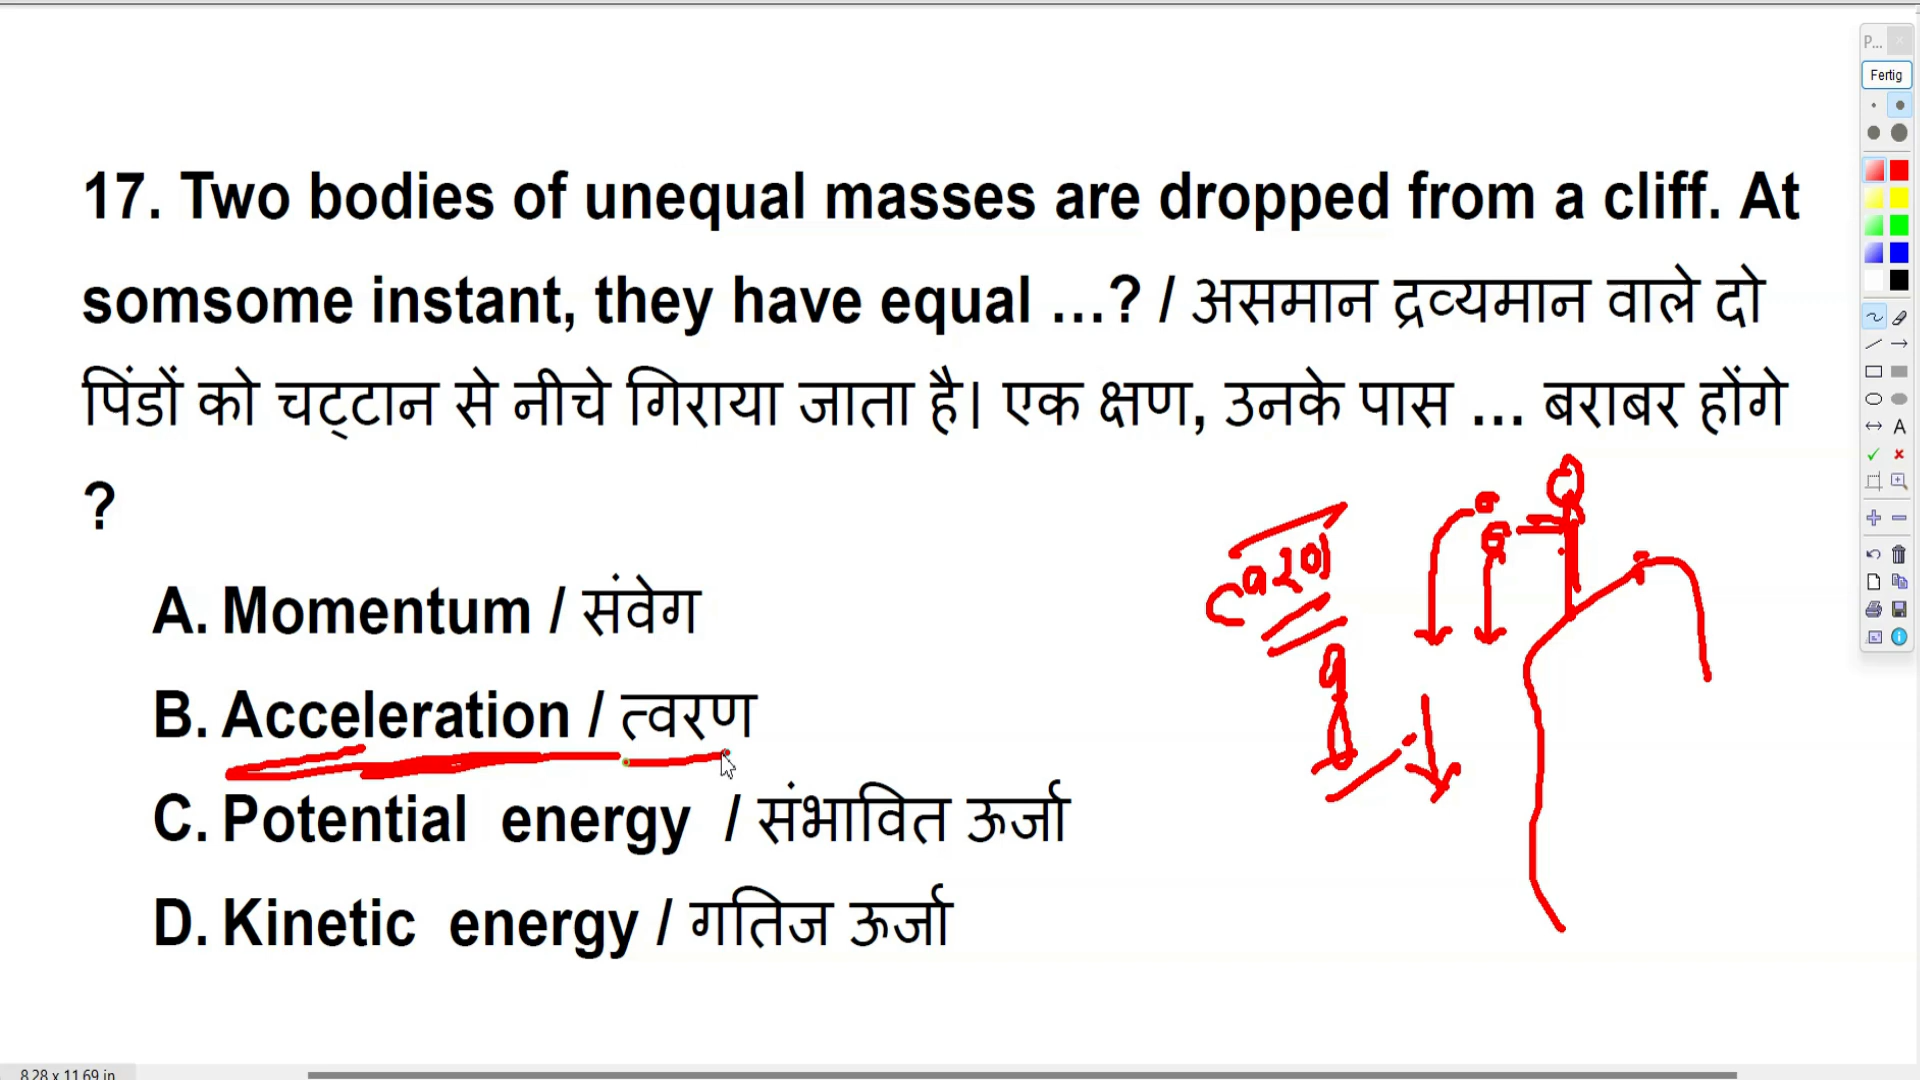 P...
Fertig
17. Two bodies of unequal masses are dropped from a cliff. At
somsome instant, they have equal …? / असमान द्रव्यमान वाले दो
पिंडों को चट्टान से नीचे गिराया जाता है। एक क्षण, उनके पास … बराबर होंगे
?
A. Momentum / संवेग
B. Acceleration / त्वरण
C. Potential energy / संभावित ऊर्जा
D. Kinetic energy / गतिज ऊर्जा
A
8.28 x 11.69 in